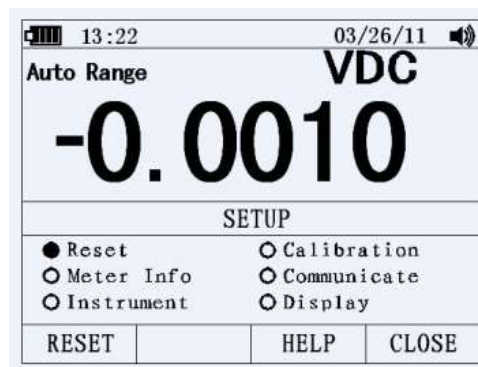 13:22 03/26/11
Auto Range VDC
-0.0010
SETUP
Reset Calibration
Meter Info Communicate
Instrument Display
RESET HELP CLOSE